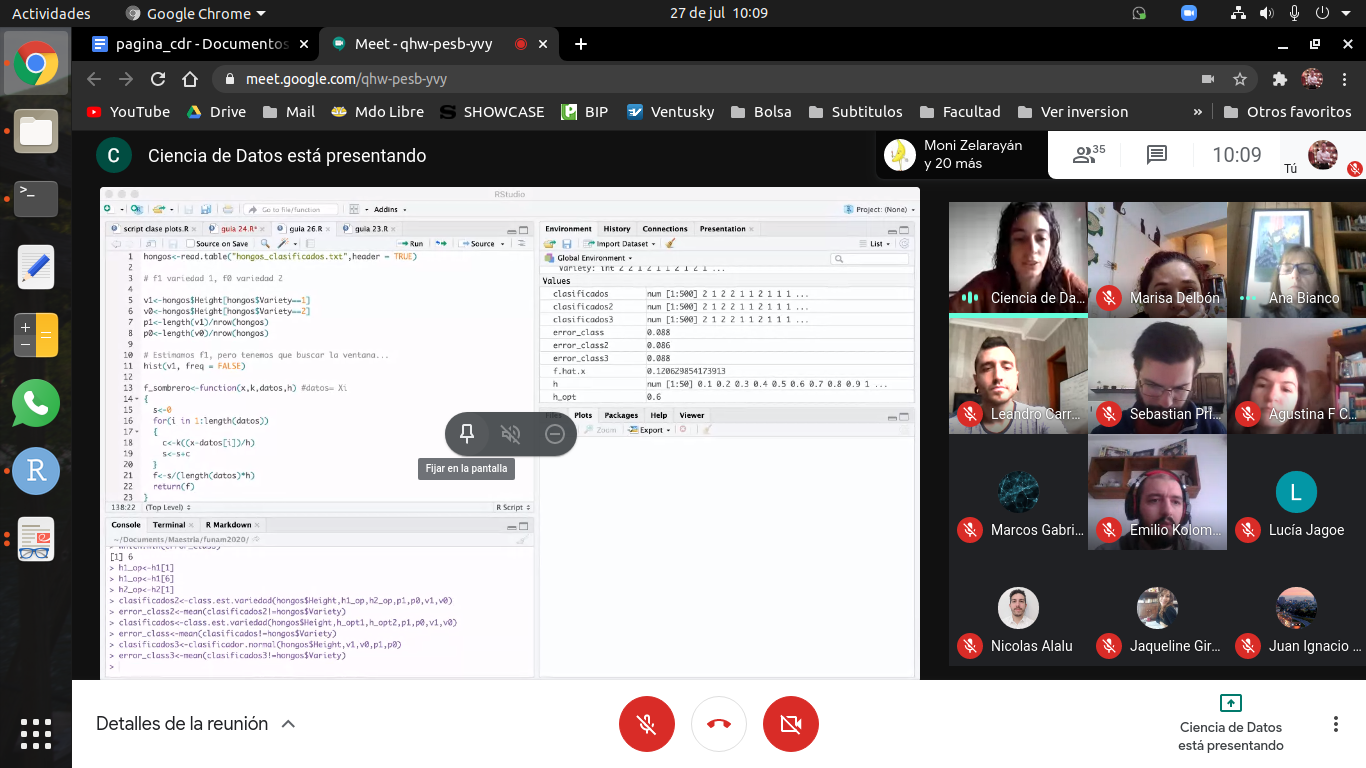 Actividades
Google Chrome
27 de jul 10:09
pagina_cdr - Documentos
Meet - qhw-pesb-yvy
meet.google.com/qhw-pesb-yvy
YouTube
Drive
Mail
Mdo Libre
SHOWCASE
BIP
Ventusky
Bolsa
Subtitulos
Facultad
Ver inversion
»
Otros favoritos
C
Ciencia de Datos está presentando
Moni Zelarayán
y 20 más
35
10:09
Tú
RStudio
Go to file/function
Addins
Project: (None)
script clase plots.R
guia 24.R*
guia 26.R
guia 23.R
Source on Save
Run
Source
1 hongos<-read.table("hongos_clasificados.txt",header = TRUE)
2
3 # f1 variedad 1, f0 variedad 2
4
5 v1<-hongos$Height[hongos$Variety==1]
6 v0<-hongos$Height[hongos$Variety==2]
7 p1<-length(v1)/nrow(hongos)
8 p0<-length(v0)/nrow(hongos)
9
10 # Estimamos f1, pero tenemos que buscar la ventana...
11 hist(v1, freq = FALSE)
12
13 f_sombrero<-function(x,k,datos,h) #datos= Xi
14 {
15 s<-0
16 for(i in 1:length(datos))
17 {
18 c<-k((x-datos[i])/h)
19 s<-s+c
20 }
21 f<-s/(length(datos)*h)
22 return(f)
23 }
138:22
(Top Level)
R Script
Console
Terminal
R Markdown
~/Documents/Maestria/funam2020/
[1] 6
> h1_op<-h1[1]
> h1_op<-h1[6]
> h2_op<-h2[1]
> clasificados2<-class.est.variedad(hongos$Height,h1_op,h2_op,p1,p0,v1,v0)
> error_class2<-mean(clasificados2!=hongos$Variety)
> clasificados<-class.est.variedad(hongos$Height,h_opt1,h_opt2,p1,p0,v1,v0)
> error_class<-mean(clasificados!=hongos$Variety)
> clasificados3<-clasificador.normal(hongos$Height,v1,v0,p1,p0)
> error_class3<-mean(clasificados3!=hongos$Variety)
>
Environment
History
Connections
Presentation
Import Dataset
List
Global Environment
Variety: int 2 2 1 2 1 1 2 1 2 1 ...
Values
clasificados num [1:500] 2 1 2 2 1 1 2 1 1 1 ...
clasificados2 num [1:500] 2 1 2 2 1 1 2 1 1 1 ...
clasificados3 num [1:500] 2 1 2 2 1 1 2 1 1 1 ...
error_class 0.088
error_class2 0.086
error_class3 0.088
f.hat.x 0.120629854173913
h num [1:50] 0.1 0.2 0.3 0.4 0.5 0.6 0.7 0.8 0.9 1 ...
h_opt 0.6
Files
Plots
Packages
Help
Viewer
Zoom
Export
Fijar en la pantalla
Ciencia de Da...
Marisa Delbón
Ana Bianco
Leandro Carr...
Sebastian Pri...
Agustina F C...
Marcos Gabri...
Emilio Kolom...
L
Lucía Jagoe
Nicolas Alalu
Jaqueline Gir...
Juan Ignacio ...
Detalles de la reunión
Ciencia de Datos
está presentando